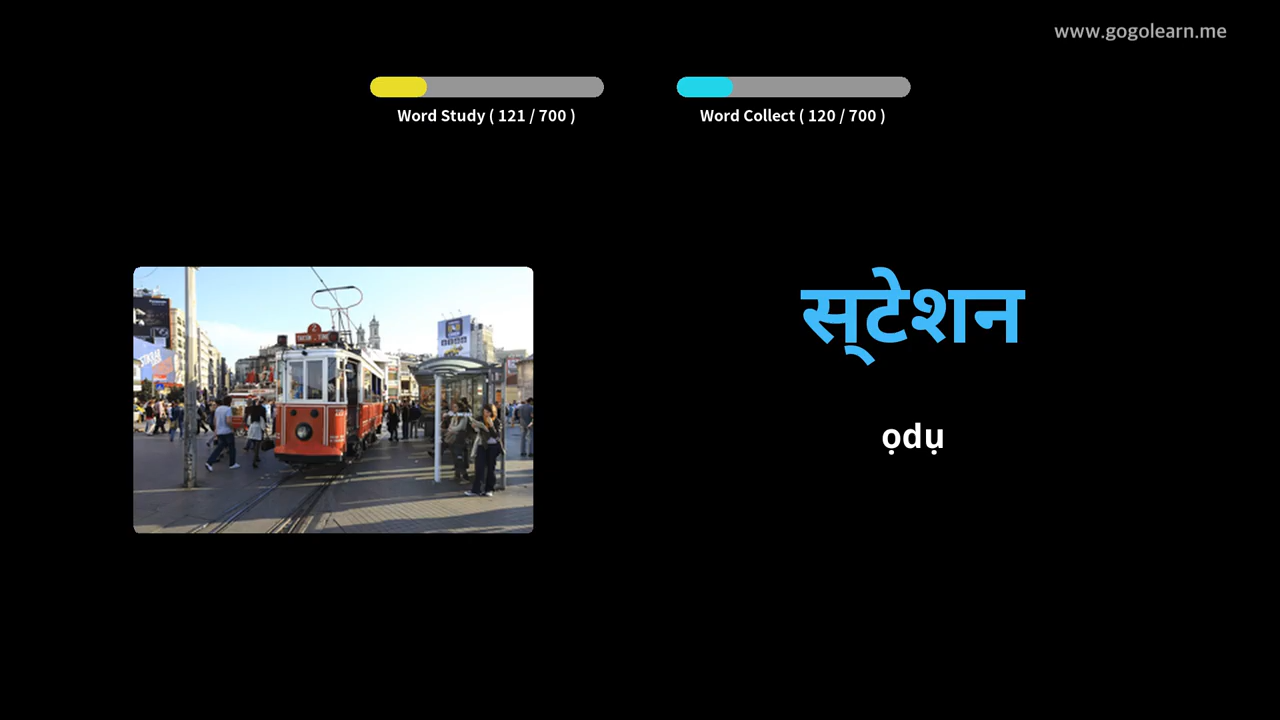 www.gogolearn.me
Word Study ( 121 / 700 )
Word Collect ( 120 / 700 )
स्‌टेशन
ọdụ